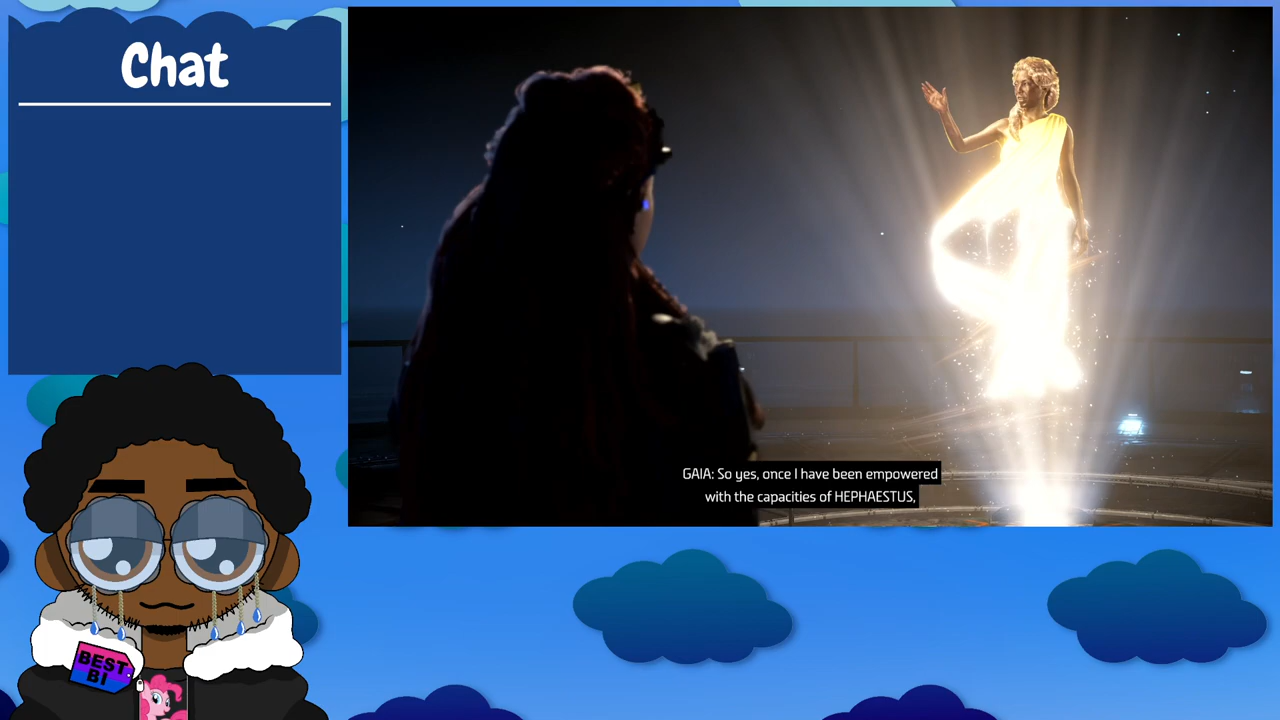 Chat
GAIA: So yes, once I have been empowered
with the capacities of HEPHAESTUS,
BEST
BI